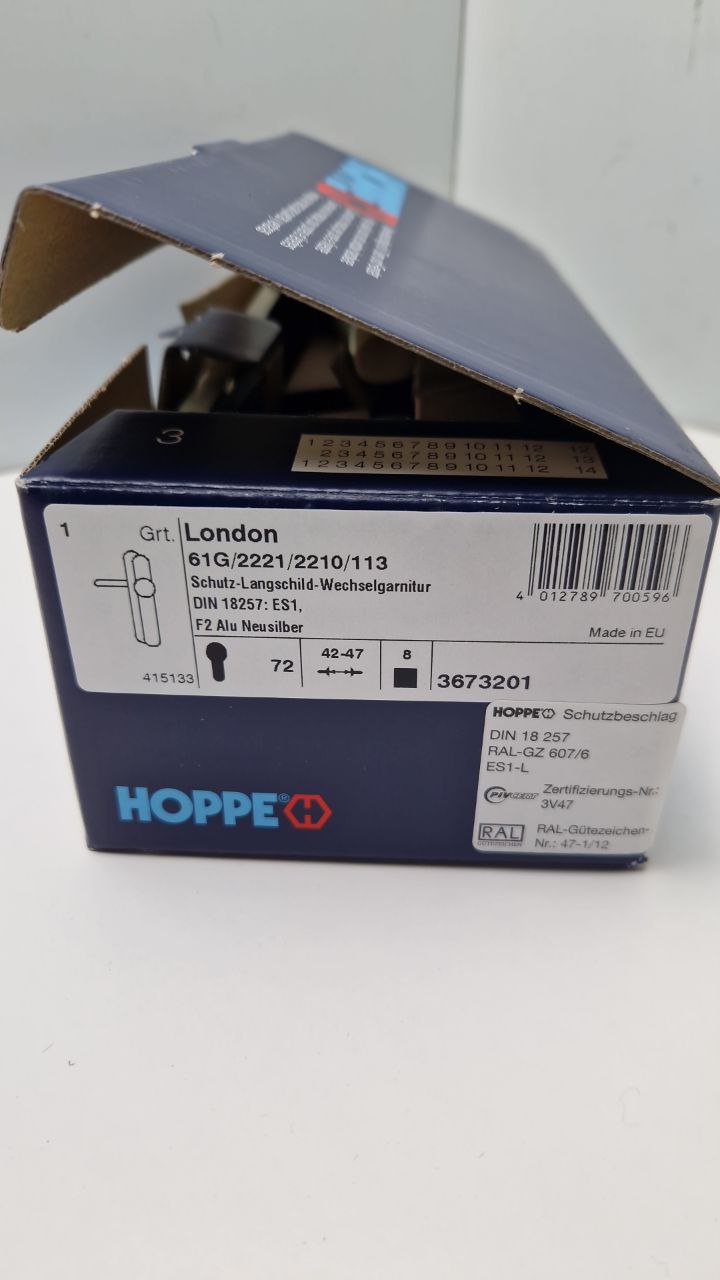 3
1 2 3 4 5 6 7 8 9 10 11 12 12
2 3 4 5 6 7 8 9 10 11 12 13
1 2 3 4 5 6 7 8 9 10 11 12 14
1 Grt. London
61G/2221/2210/113
Schutz-Langschild-Wechselgarnitur
DIN 18257: ES1,
F2 Alu Neusilber
4 012789 700596
Made in EU
415133
72
42-47
8
3673201
HOPPE Schutzbeschlag
DIN 18 257
RAL-GZ 607/6
ES1-L
PIVCERT Zertifizierungs-Nr.:
3V47
RAL RAL-Gütezeichen-
GÜTEZEICHEN Nr.: 47-1/12
HOPPE®